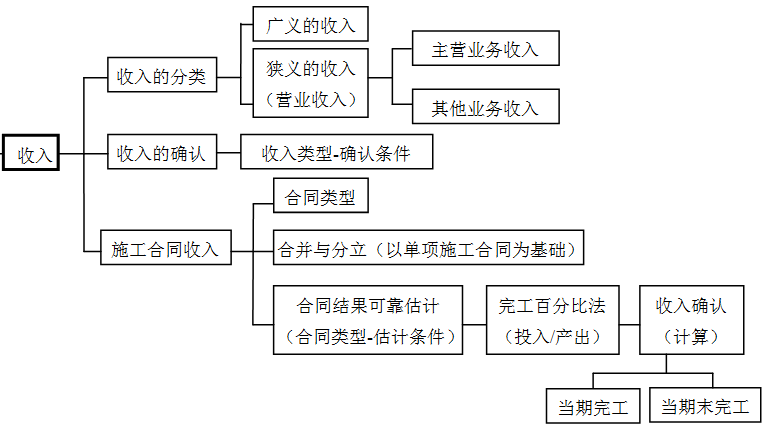 广义的收入
狭义的收入
（营业收入）
主营业务收入
其他业务收入
收入的分类
收入
收入的确认
收入类型-确认条件
合同类型
施工合同收入
合并与分立（以单项施工合同为基础）
合同结果可靠估计
（合同类型-估计条件）
完工百分比法
（投入/产出）
收入确认
（计算）
当期完工
当期末完工